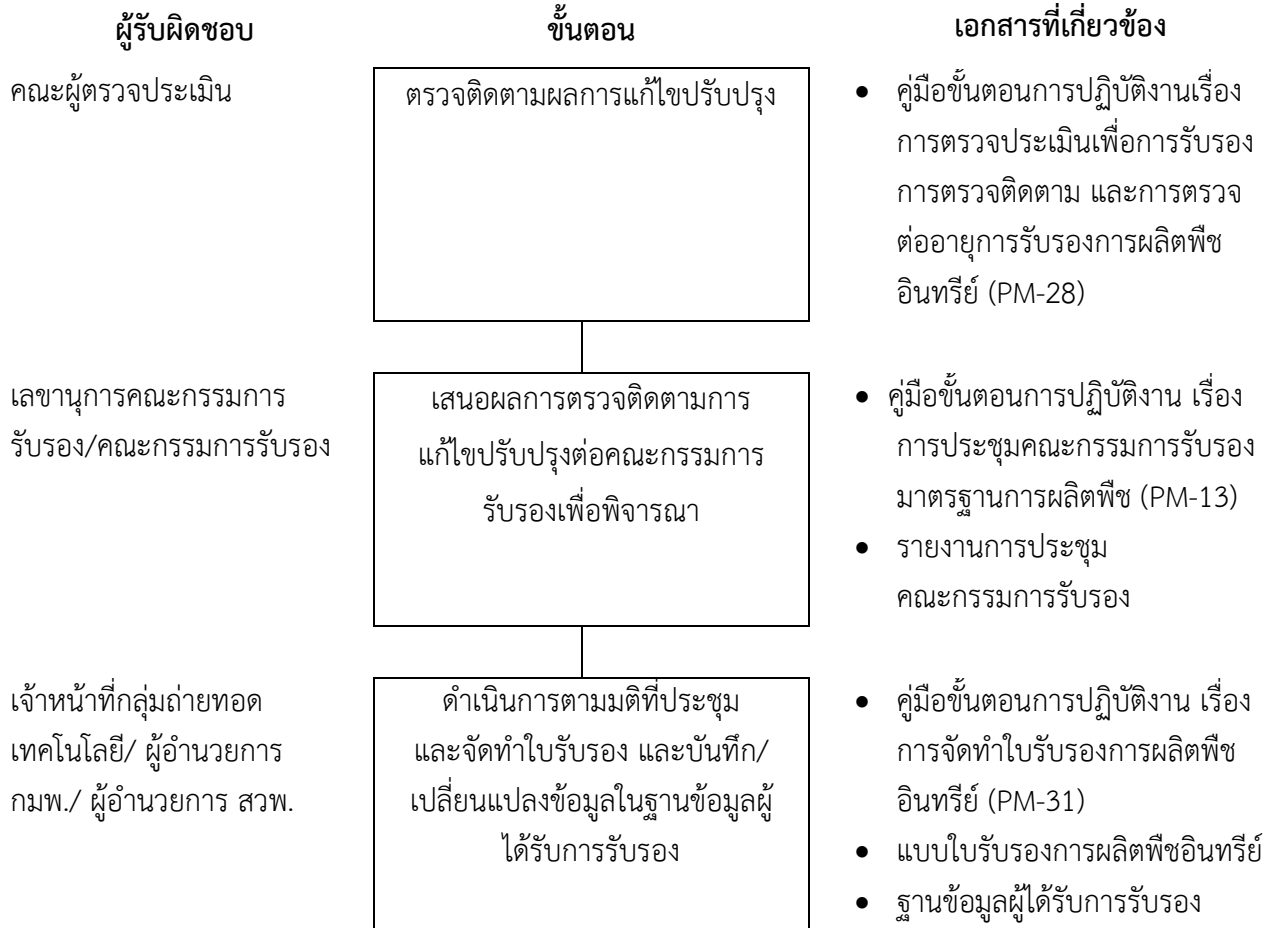 ผู้รับผิดชอบ
ขั้นตอน
เอกสารที่เกี่ยวข้อง
คณะผู้ตรวจประเมิน
ตรวจติดตามผลการแก้ไขปรับปรุง
• คู่มือขั้นตอนการปฏิบัติงานเรื่อง
การตรวจประเมินเพื่อการรับรอง
การตรวจติดตาม และการตรวจ
ต่ออายุการรับรองการผลิตพืช
อินทรีย์ (PM-28)
เลขานุการคณะกรรมการ
รับรอง/คณะกรรมการรับรอง
เสนอผลการตรวจติดตามการ
แก้ไขปรับปรุงต่อคณะกรรมการ
รับรองเพื่อพิจารณา
• คู่มือขั้นตอนการปฏิบัติงาน เรื่อง
การประชุมคณะกรรมการรับรอง
มาตรฐานการผลิตพืช (PM-13)
• รายงานการประชุม
คณะกรรมการรับรอง
เจ้าหน้าที่กลุ่มถ่ายทอด
เทคโนโลยี/ ผู้อำนวยการ
กมพ./ ผู้อำนวยการ สวพ.
ดำเนินการตามมติที่ประชุม
และจัดทำใบรับรอง และบันทึก/
เปลี่ยนแปลงข้อมูลในฐานข้อมูลผู้
ได้รับการรับรอง
• คู่มือขั้นตอนการปฏิบัติงาน เรื่อง
การจัดทำใบรับรองการผลิตพืช
อินทรีย์ (PM-31)
• แบบใบรับรองการผลิตพืชอินทรีย์
• ฐานข้อมูลผู้ได้รับการรับรอง